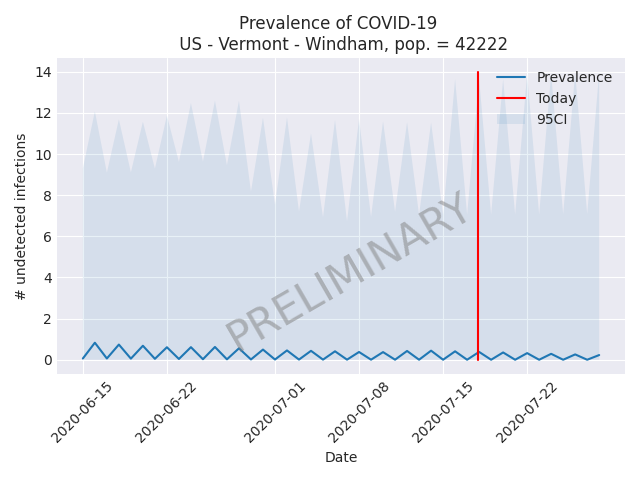 Prevalence of COVID-19
US - Vermont - Windham, pop. = 42222
14
12
10
8
6
4
2
0
# undetected infections
Prevalence
Today
95CI
PRELIMINARY
2020-06-15
2020-06-22
2020-07-01
2020-07-08
2020-07-15
2020-07-22
Date